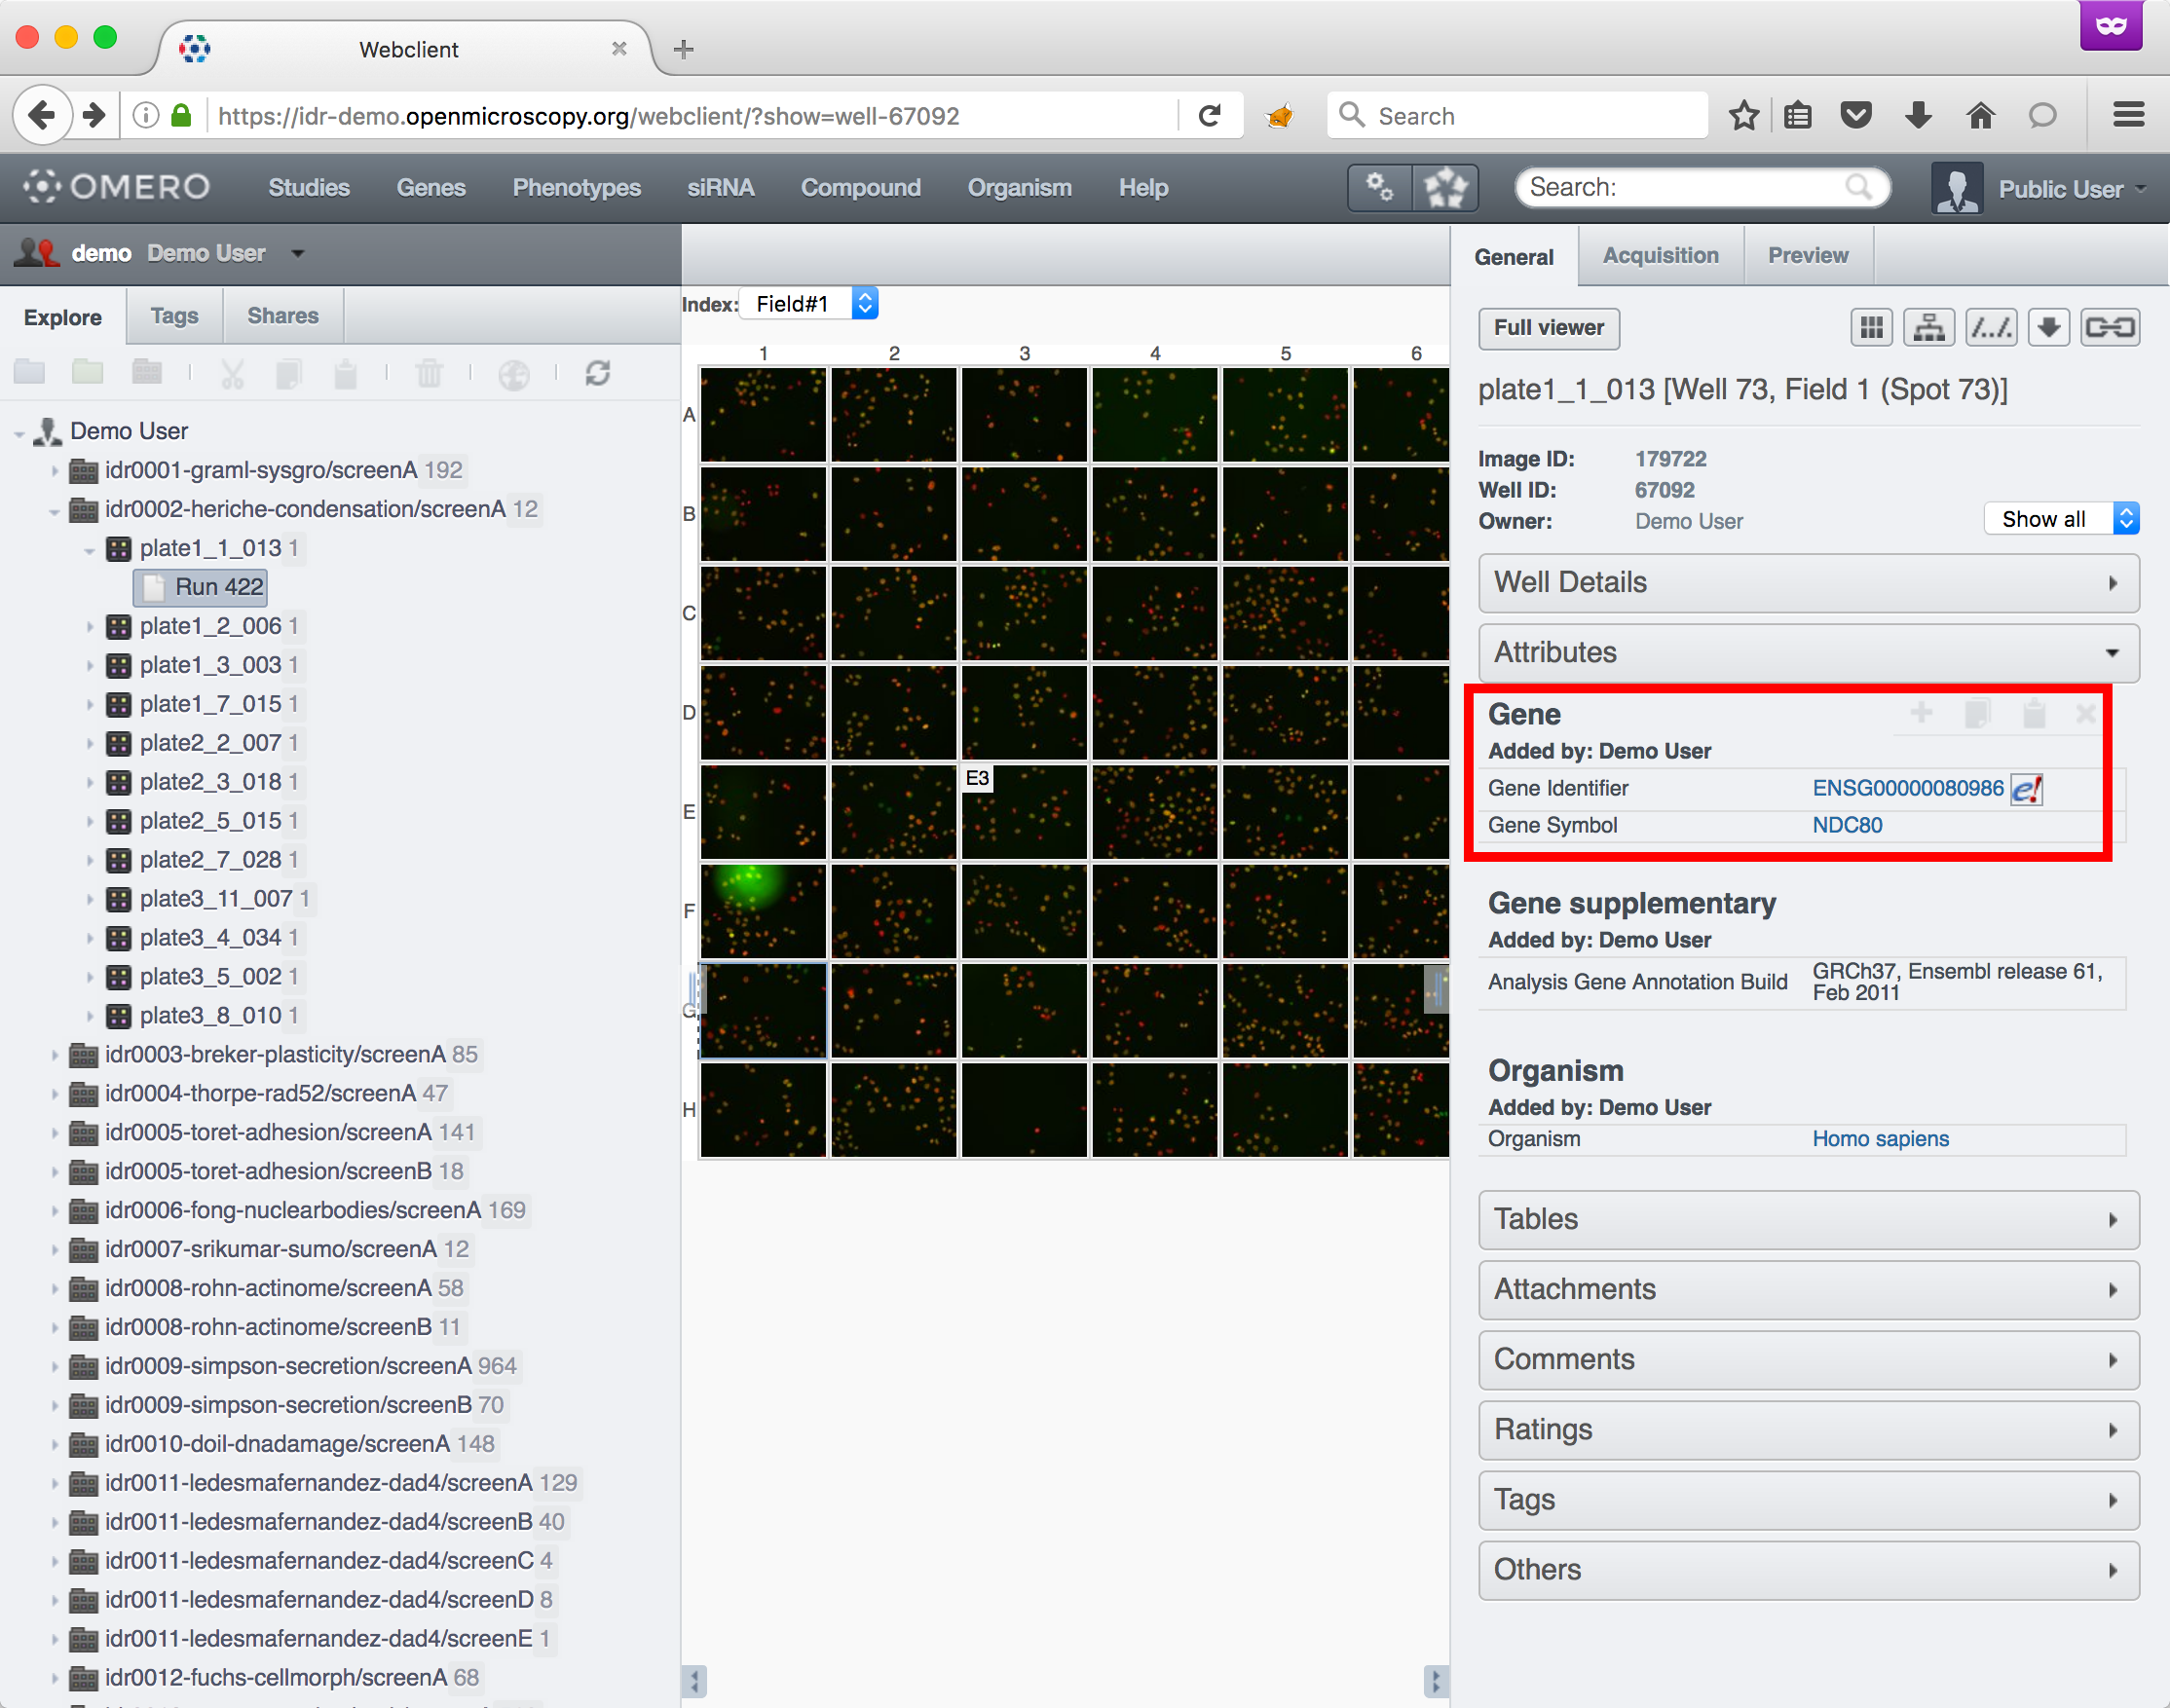 Webclient
https://idr-demo.openmicroscopy.org/webclient/?show=well-67092
Search
OMERO
Studies Genes Phenotypes siRNA Compound Organism Help
Search:
Public User
demo Demo User
Explore Tags Shares
Demo User
idr0001-graml-sysgro/screenA 192
idr0002-heriche-condensation/screenA 12
plate1_1_013 1
Run 422
plate1_2_006 1
plate1_3_003 1
plate1_7_015 1
plate2_2_007 1
plate2_3_018 1
plate2_5_015 1
plate2_7_028 1
plate3_11_007 1
plate3_4_034 1
plate3_5_002 1
plate3_8_010 1
idr0003-breker-plasticity/screenA 85
idr0004-thorpe-rad52/screenA 47
idr0005-toret-adhesion/screenA 141
idr0005-toret-adhesion/screenB 18
idr0006-fong-nuclearbodies/screenA 169
idr0007-srikumar-sumo/screenA 12
idr0008-rohn-actinome/screenA 58
idr0008-rohn-actinome/screenB 11
idr0009-simpson-secretion/screenA 964
idr0009-simpson-secretion/screenB 70
idr0010-doil-dnadamage/screenA 148
idr0011-ledesmafernandez-dad4/screenA 129
idr0011-ledesmafernandez-dad4/screenB 40
idr0011-ledesmafernandez-dad4/screenC 4
idr0011-ledesmafernandez-dad4/screenD 8
idr0011-ledesmafernandez-dad4/screenE 1
idr0012-fuchs-cellmorph/screenA 68
Index: Field#1
1 2 3 4 5 6
A
B
C
D
E E3
F
G
H
General Acquisition Preview
Full viewer
plate1_1_013 [Well 73, Field 1 (Spot 73)]
Image ID: 179722
Well ID: 67092
Owner: Demo User
Show all
Well Details
Attributes
Gene
Added by: Demo User
Gene Identifier ENSG00000080986 e!
Gene Symbol NDC80
Gene supplementary
Added by: Demo User
Analysis Gene Annotation Build GRCh37, Ensembl release 61,
Feb 2011
Organism
Added by: Demo User
Organism Homo sapiens
Tables
Attachments
Comments
Ratings
Tags
Others